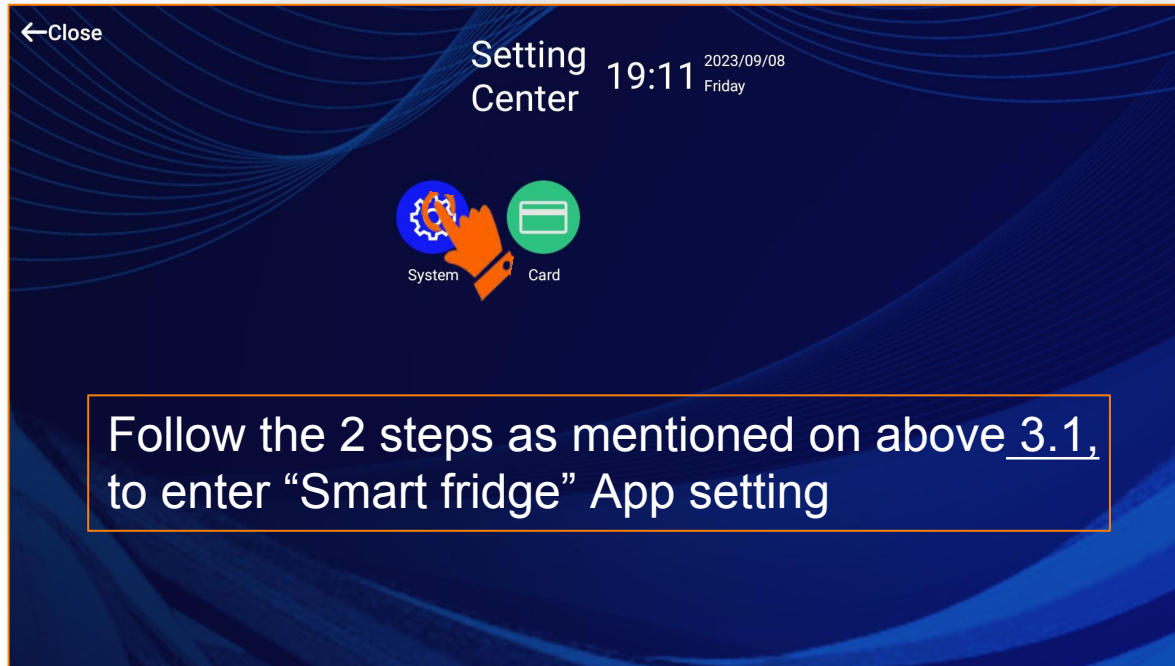 ←Close
Setting
Center
19:11
2023/09/08
Friday
System
Card
Follow the 2 steps as mentioned on above 3.1,
to enter “Smart fridge” App setting